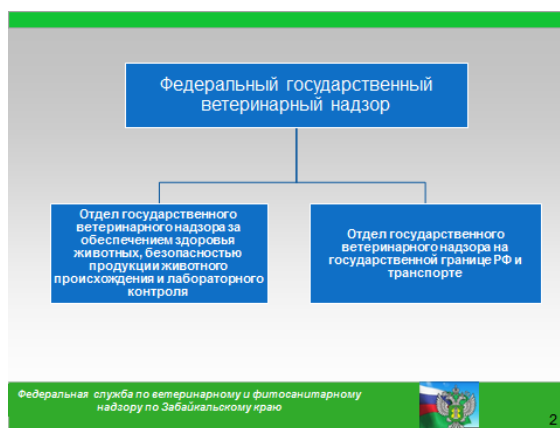 Федеральный государственный
ветеринарный надзор
Отдел государственного
ветеринарного надзора за
обеспечением здоровья
животных, безопасностью
продукции животного
происхождения и лабораторного
контроля
Отдел государственного
ветеринарного надзора на
государственной границе РФ и
транспорте
Федеральная служба по ветеринарному и фитосанитарному
надзору по Забайкальскому краю
2